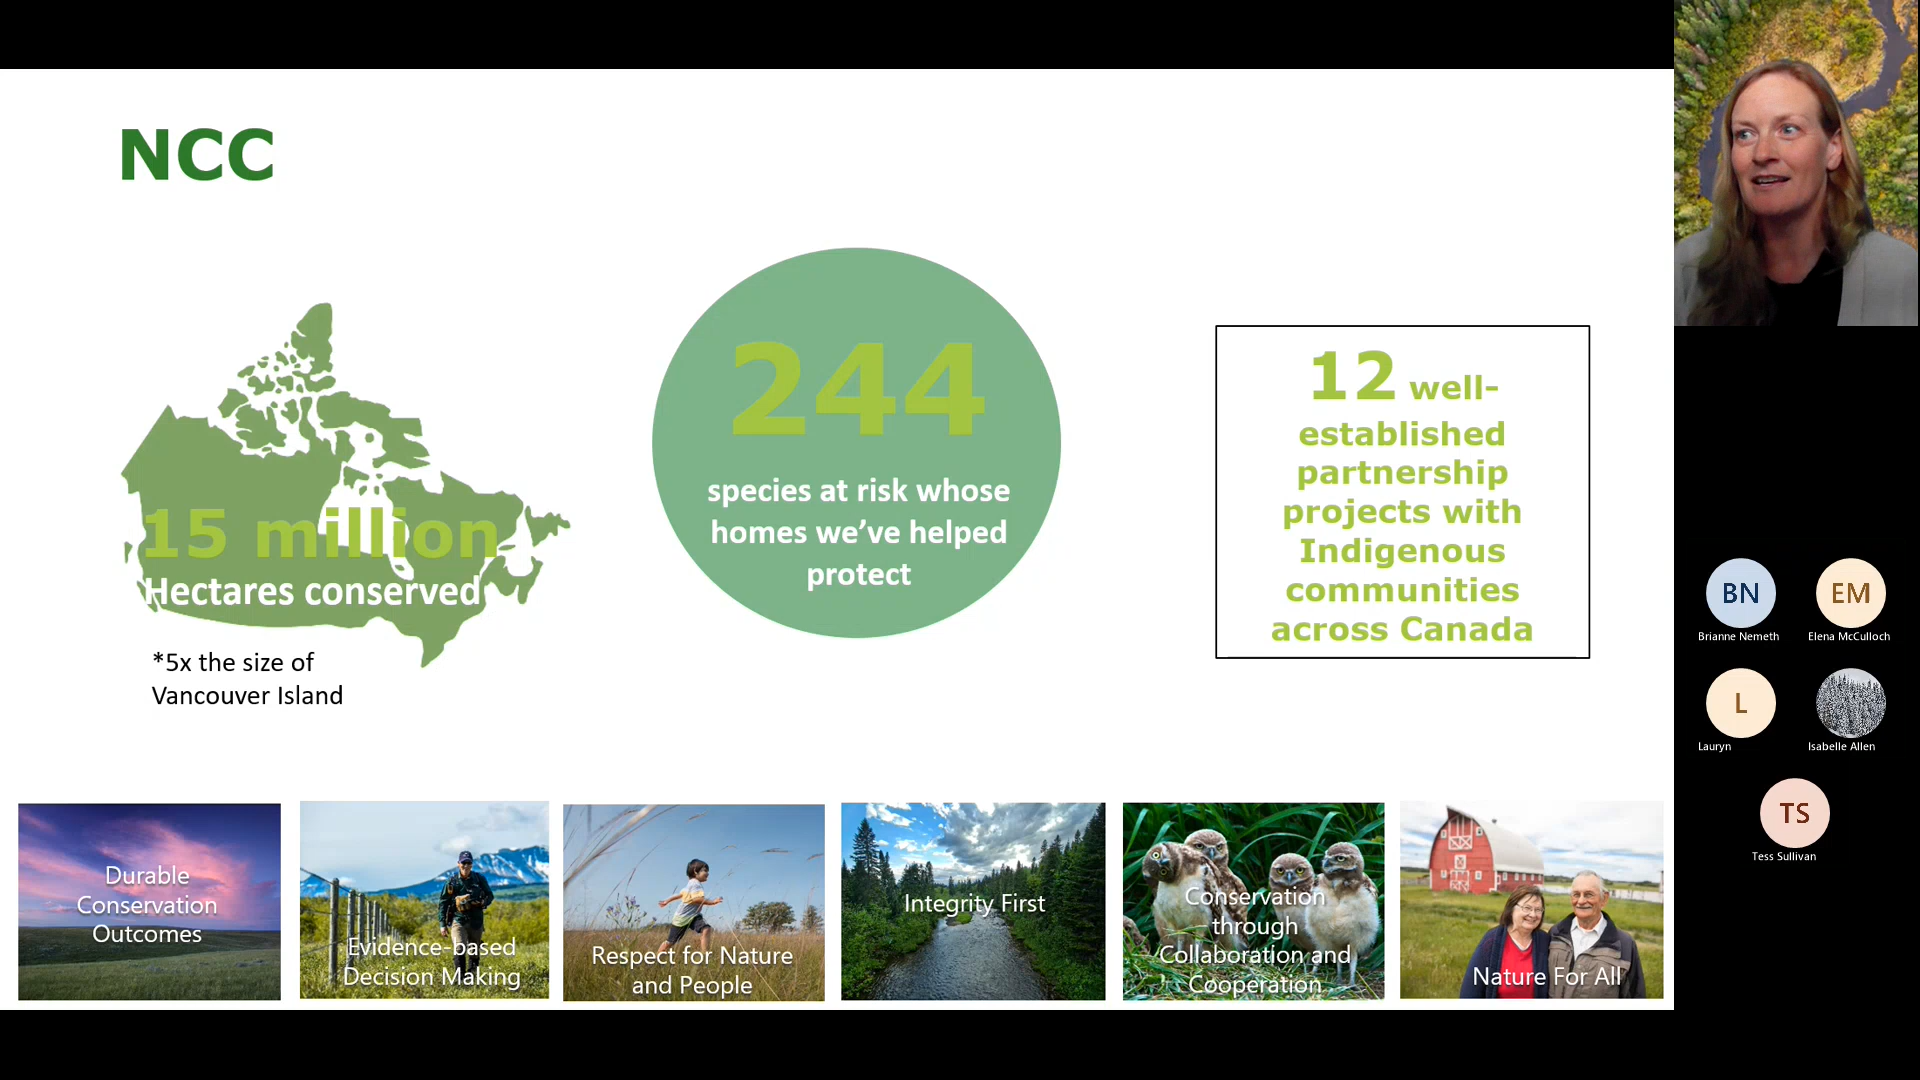 NCC
15 million
Hectares conserved
*5x the size of
Vancouver Island
244
species at risk whose
homes we’ve helped
protect
12 well-
established
partnership
projects with
Indigenous
communities
across Canada
Durable
Conservation
Outcomes
Evidence-based
Decision Making
Respect for Nature
and People
Integrity First
Conservation
through
Collaboration and
Cooperation
Nature For All
BN
Brianne Nemeth
EM
Elena McCulloch
L
Lauryn
Isabelle Allen
TS
Tess Sullivan